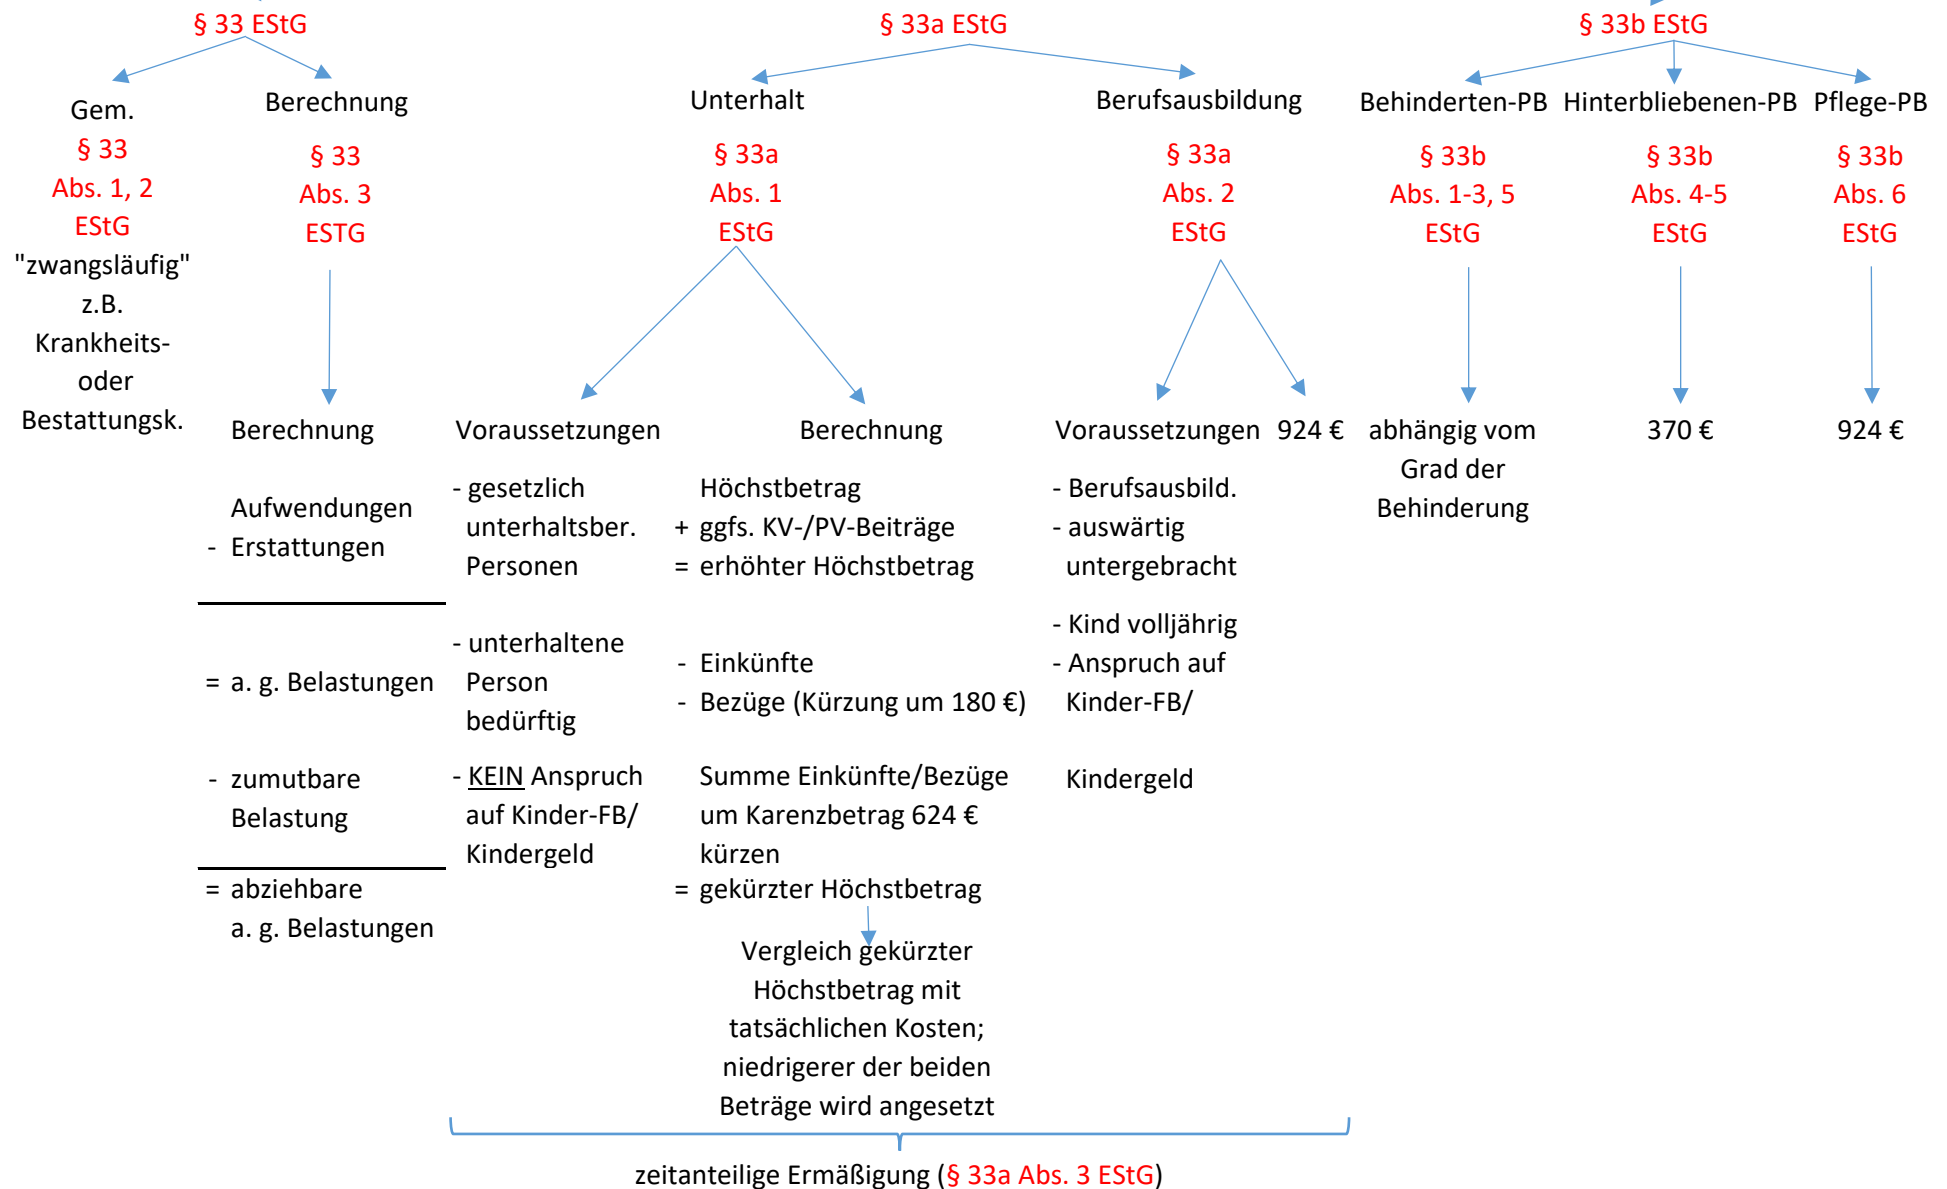 § 33 EStG
§ 33a EStG
§ 33b EStG
Gem.
§ 33
Abs. 1, 2
EStG
"zwangsläufig"
z.B.
Krankheits-
oder
Bestattungsk.
Berechnung
§ 33
Abs. 3
ESTG
Berechnung
Aufwendungen
- Erstattungen
= a. g. Belastungen
- zumutbare
Belastung
= abziehbare
a. g. Belastungen
Unterhalt
§ 33a
Abs. 1
EStG
Voraussetzungen
- gesetzlich
unterhaltsber.
Personen
- unterhaltene
Person
bedürftig
- KEIN Anspruch
auf Kinder-FB/
Kindergeld
Berechnung
Höchstbetrag
+ ggfs. KV-/PV-Beiträge
= erhöhter Höchstbetrag
- Einkünfte
- Bezüge (Kürzung um 180 €)
Summe Einkünfte/Bezüge
um Karenzbetrag 624 €
kürzen
= gekürzter Höchstbetrag
Vergleich gekürzter
Höchstbetrag mit
tatsächlichen Kosten;
niedrigerer der beiden
Beträge wird angesetzt
Berufsausbildung
§ 33a
Abs. 2
EStG
Voraussetzungen
- Berufsausbild.
- auswärtig
untergebracht
- Kind volljährig
- Anspruch auf
Kinder-FB/
Kindergeld
924 €
zeitanteilige Ermäßigung (§ 33a Abs. 3 EStG)
Behinderten-PB
§ 33b
Abs. 1-3, 5
EStG
abhängig vom
Grad der
Behinderung
Hinterbliebenen-PB
§ 33b
Abs. 4-5
EStG
370 €
Pflege-PB
§ 33b
Abs. 6
EStG
924 €